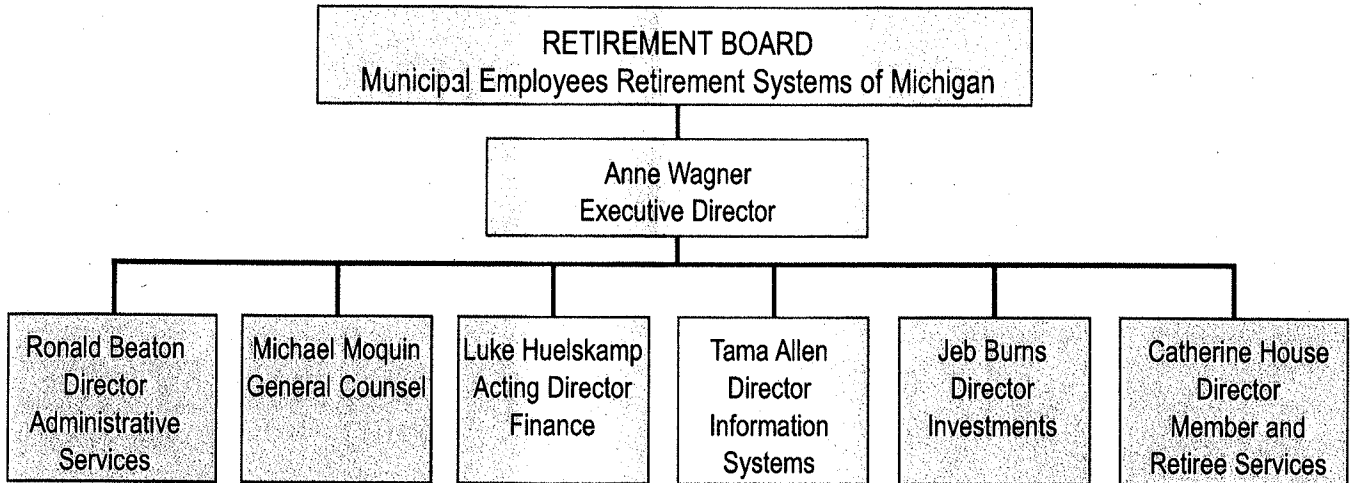 RETIREMENT BOARD
Municipal Employees Retirement Systems of Michigan
Anne Wagner
Executive Director
Ronald Beaton
Director
Administrative
Services
Michael Moquin
General Counsel
Luke Huelskamp
Acting Director
Finance
Tama Allen
Director
Information
Systems
Jeb Burns
Director
Investments
Catherine House
Director
Member and
Retiree Services